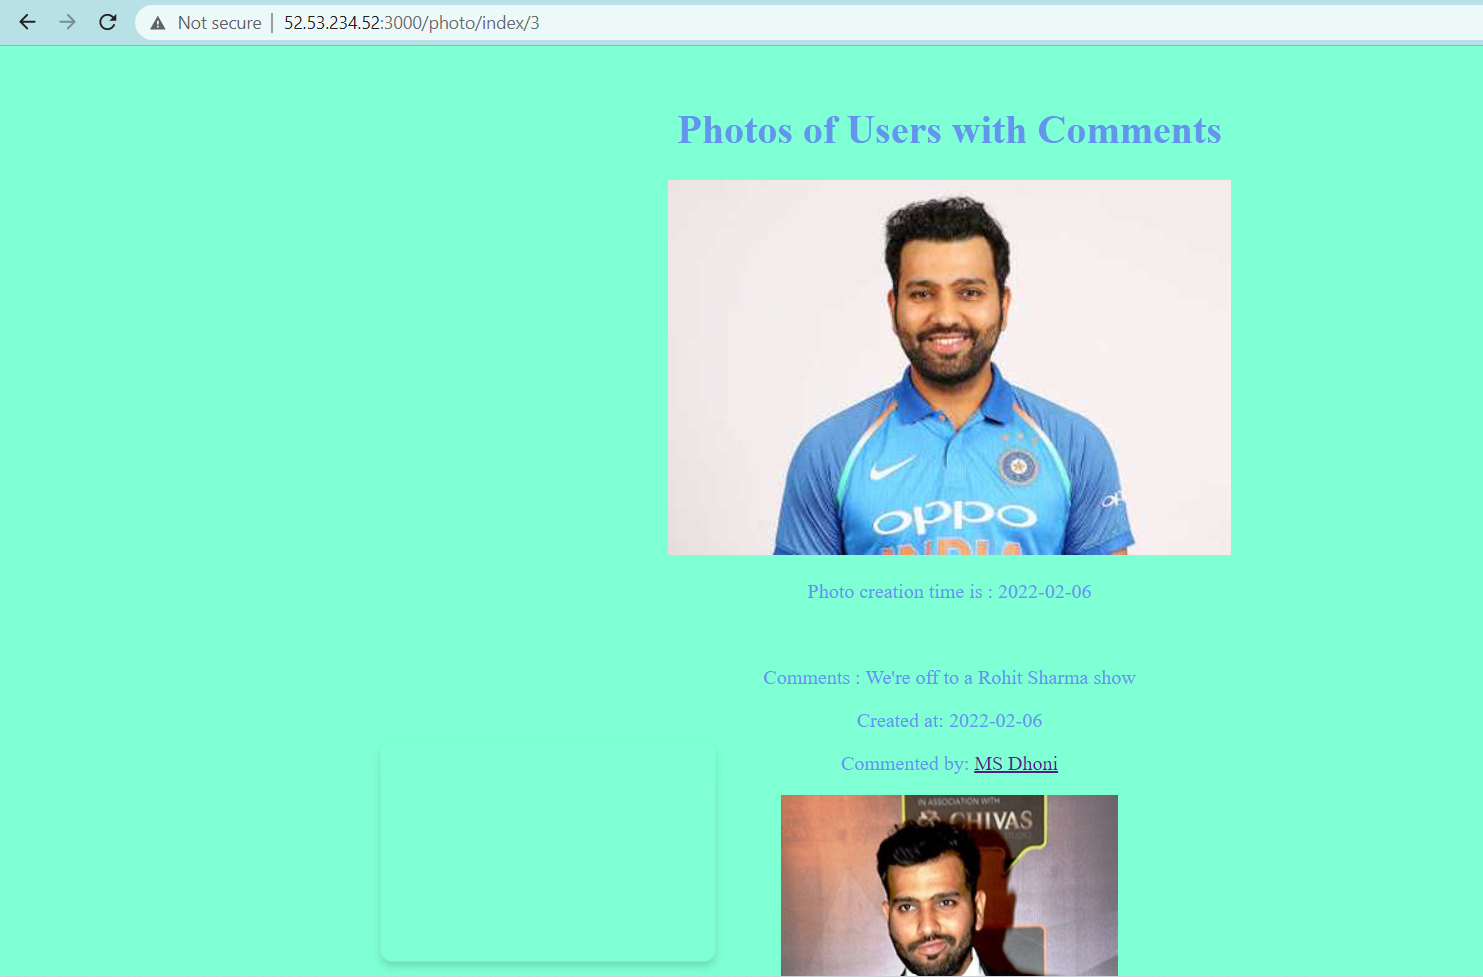 Not secure | 52.53.234.52:3000/photo/index/3
Photos of Users with Comments
oppo
INDIA
Photo creation time is : 2022-02-06
Comments : We're off to a Rohit Sharma show
Created at: 2022-02-06
Commented by: MS Dhoni
IN ASSOCIATION WITH
CHIVAS